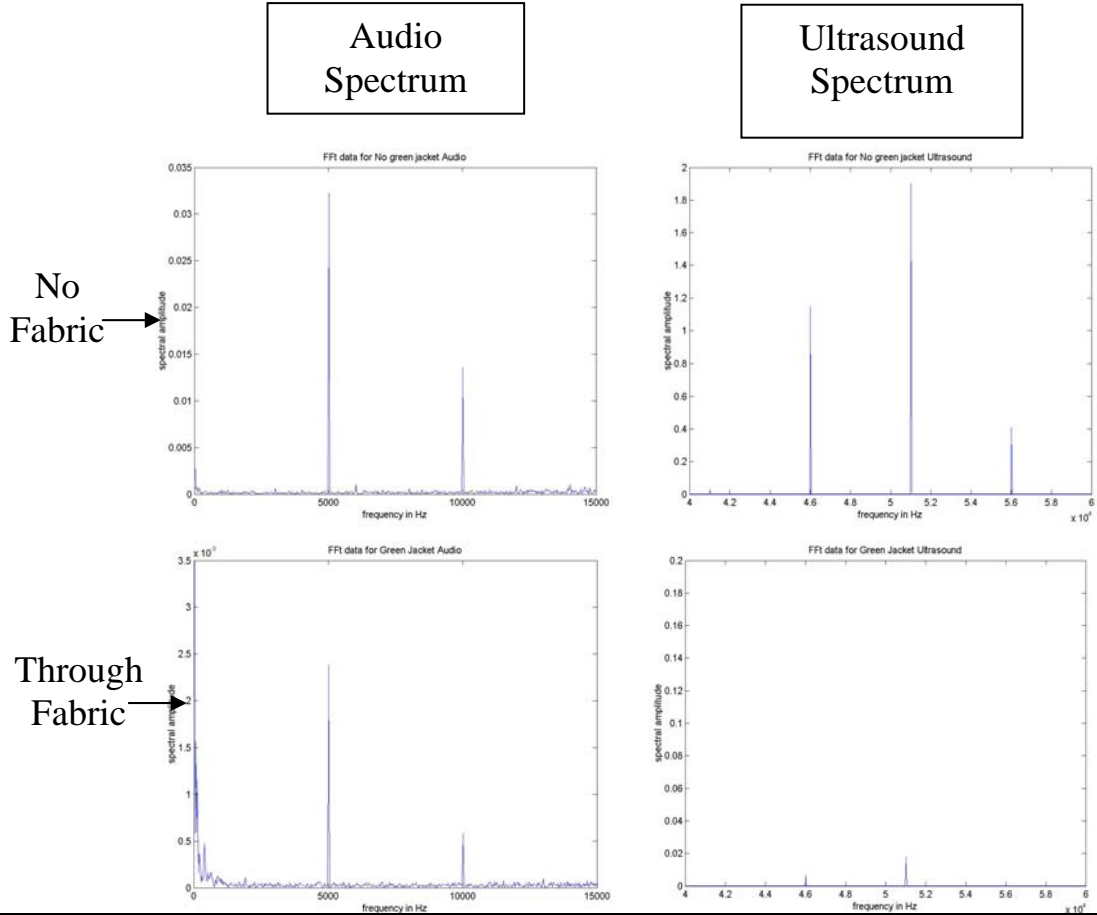 Audio
Spectrum
Ultrasound
Spectrum
No
Fabric
FFt data for No green jacket Audio
0.035
0.03
0.025
0.02
0.015
0.01
0.005
0
spectral amplitude
0 5000 10000 15000
frequency in Hz
FFt data for No green jacket Ultrasound
2
1.8
1.6
1.4
1.2
1
0.8
0.6
0.4
0.2
0
spectral amplitude
4 4.2 4.4 4.6 4.8 5 5.2 5.4 5.6 5.8 6
frequency in Hz
x 10⁴
Through
Fabric
FFt data for Green Jacket Audio
x 10⁻³
3.5
3
2.5
2
1.5
1
0.5
0
spectral amplitude
0 5000 10000 15000
frequency in Hz
FFt data for Green Jacket Ultrasound
0.2
0.18
0.16
0.14
0.12
0.1
0.08
0.06
0.04
0.02
0
spectral amplitude
4 4.2 4.4 4.6 4.8 5 5.2 5.4 5.6 5.8 6
frequency in Hz
x 10⁴